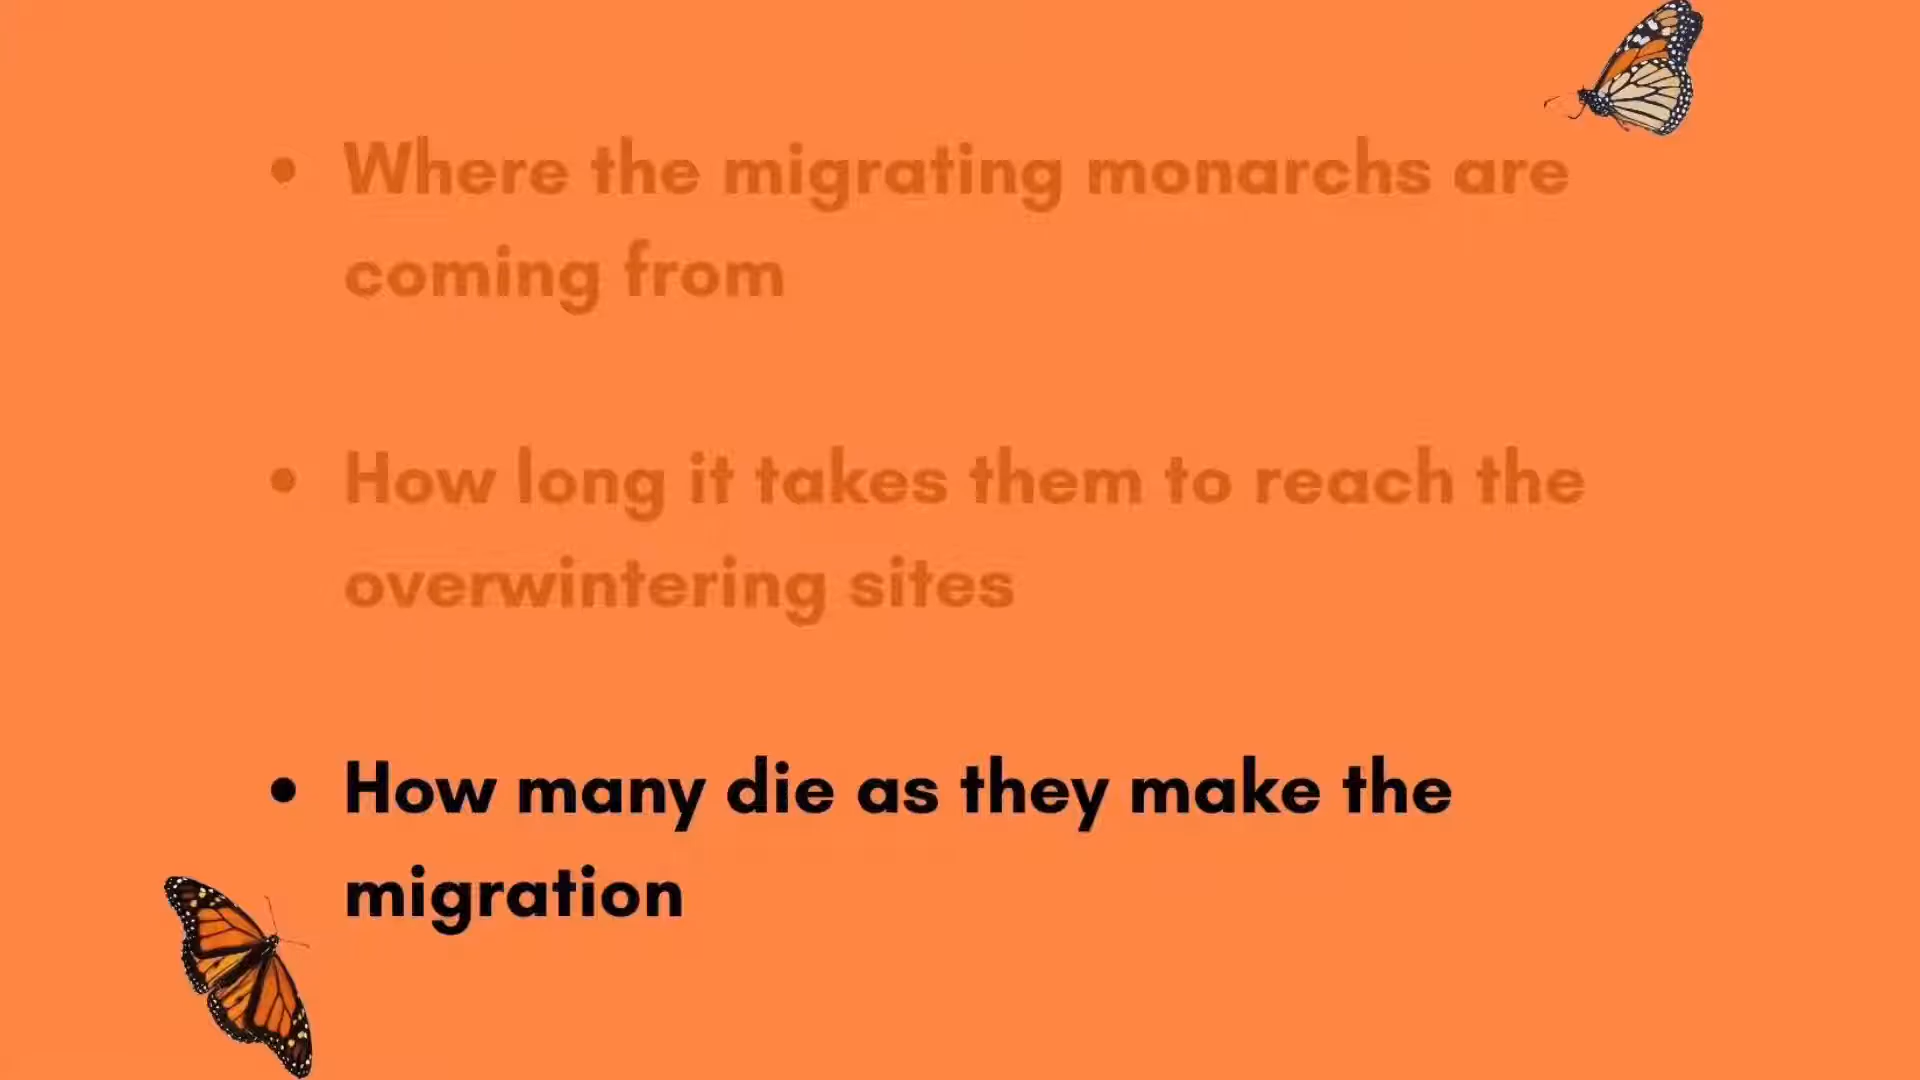 • Where the migrating monarchs are
coming from
• How long it takes them to reach the
overwintering sites
• How many die as they make the
migration